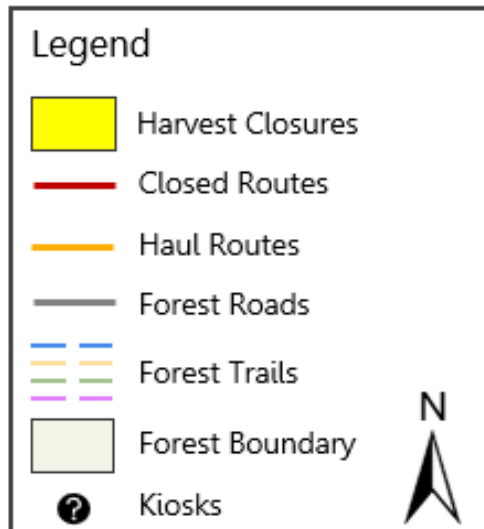 Legend
Harvest Closures
Closed Routes
Haul Routes
Forest Roads
Forest Trails
N
Forest Boundary
? Kiosks